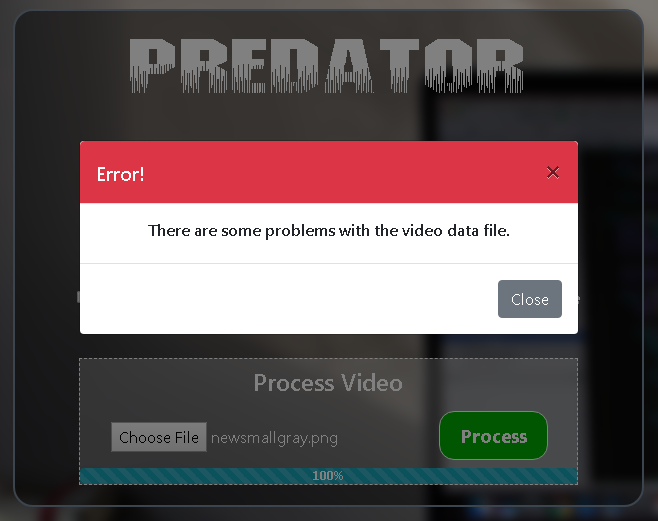 PREDATOR
Error!
×
There are some problems with the video data file.
Close
Process Video
Choose File newsmallgray.png
Process
100%